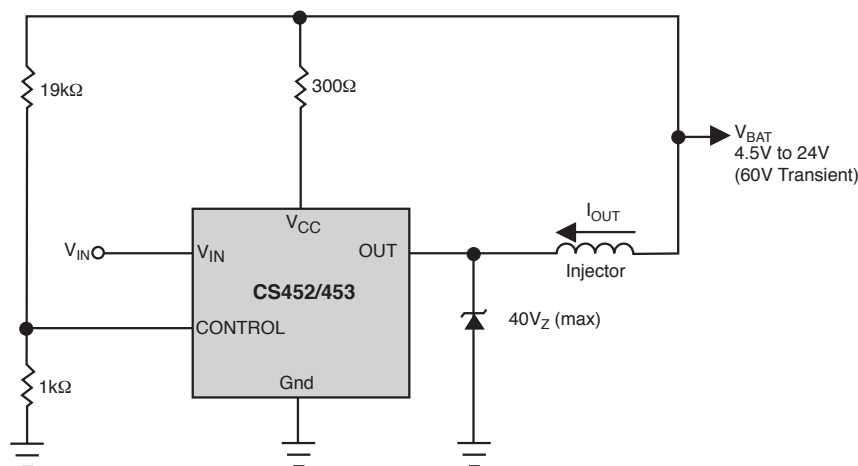 19kΩ
300Ω
V_BAT
4.5V to 24V
(60V Transient)
I_OUT
V_CC
V_IN
V_IN
OUT
Injector
CS452/453
CONTROL
40V_Z (max)
1kΩ
Gnd